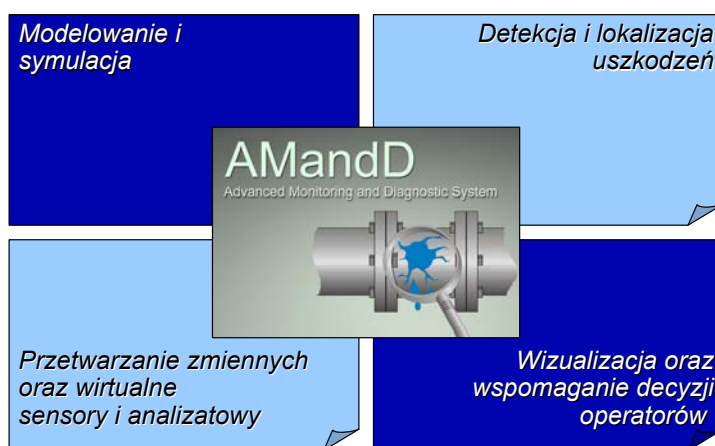 Modelowanie i
symulacja
Detekcja i lokalizacja
uszkodzeń
AMandD
Advanced Monitoring and Diagnostic System
Przetwarzanie zmiennych
oraz wirtualne
sensory i analizatowy
Wizualizacja oraz
wspomaganie decyzji
operatorów